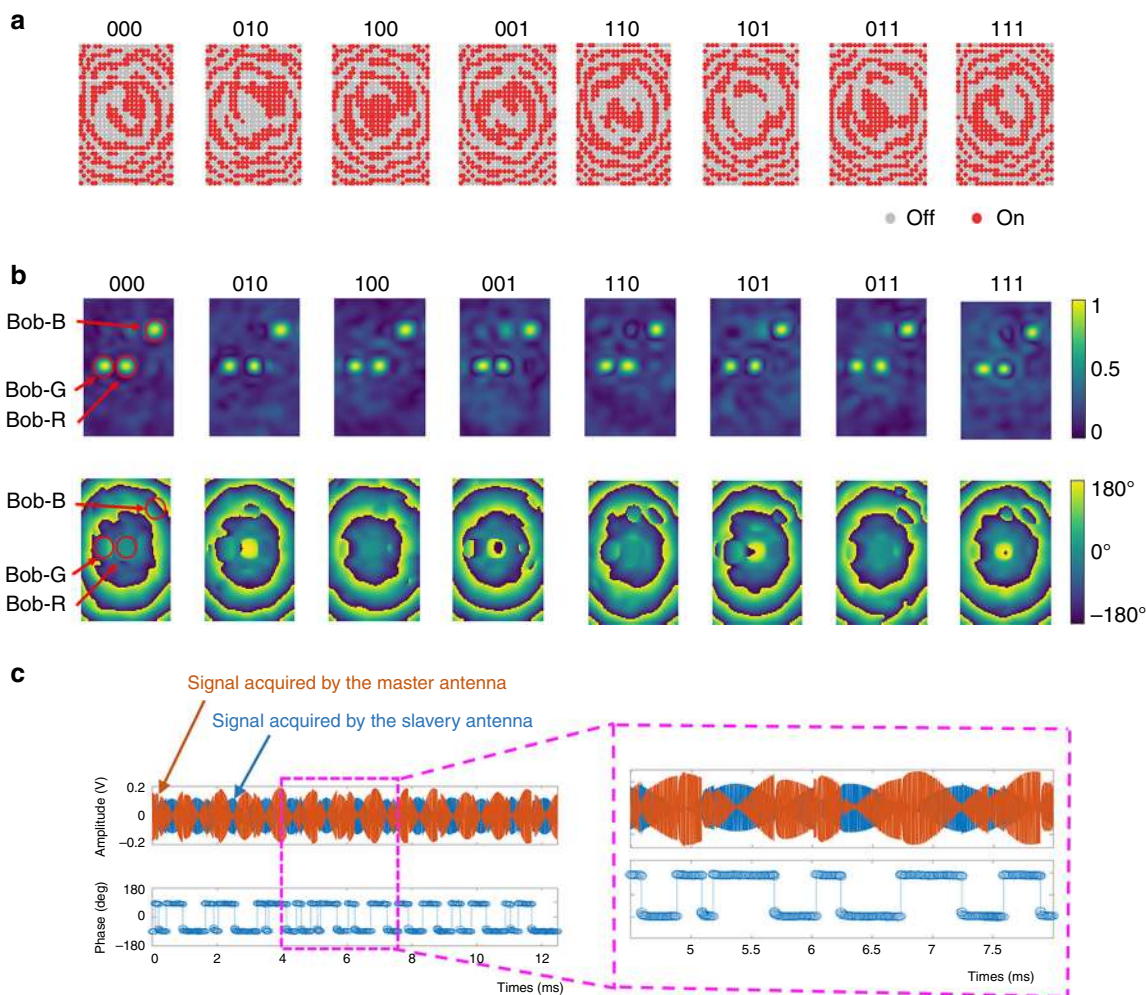 a
000 010 100 001 110 101 011 111
Off On
b
000 010 100 001 110 101 011 111
Bob-B
Bob-G
Bob-R
1
0.5
0
Bob-B
Bob-G
Bob-R
180°
0°
−180°
c
Signal acquired by the master antenna
Signal acquired by the slavery antenna
Amplitude (V)
0.2
0
−0.2
Phase (deg)
180
0
−180
0 2 4 6 8 10 12
Times (ms)
5 5.5 6 6.5 7 7.5
Times (ms)